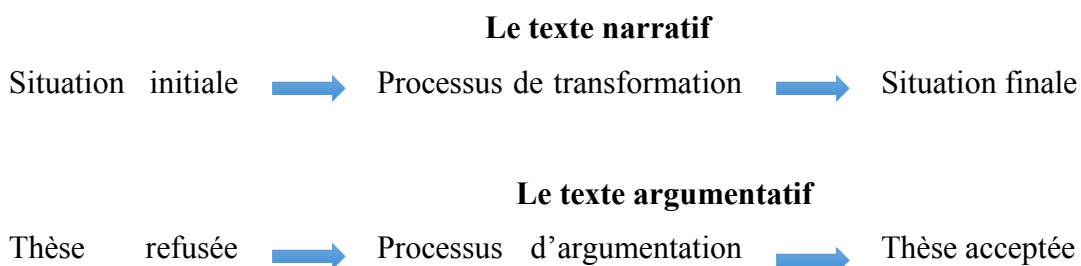 Le texte narratif
Situation initiale Processus de transformation Situation finale
Le texte argumentatif
Thèse refusée Processus d’argumentation Thèse acceptée